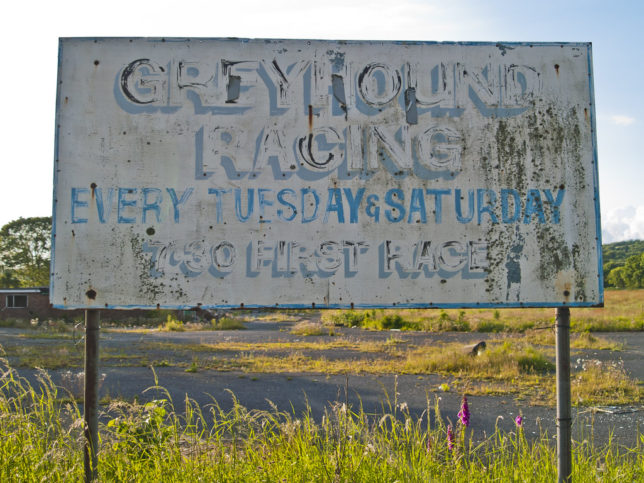 GREYHOUND
RACING
EVERY TUESDAY & SATURDAY
7.30 FIRST RACE